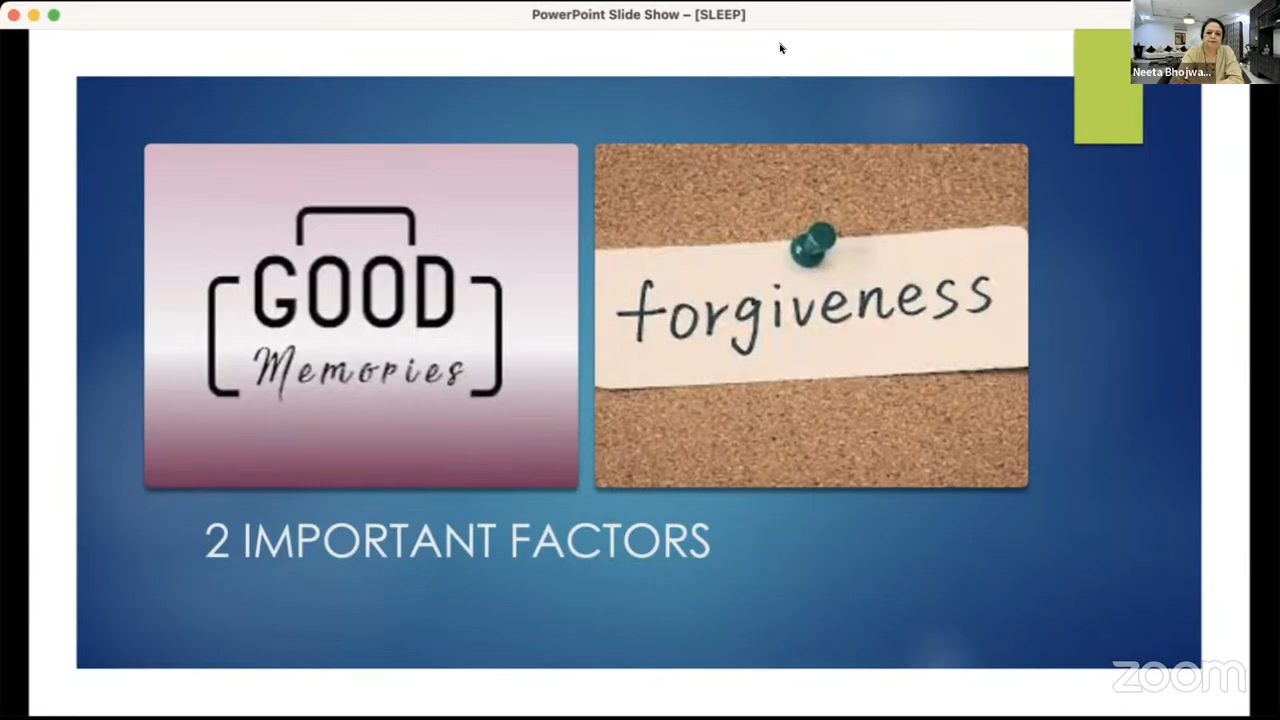 PowerPoint Slide Show – [SLEEP]
Neeta Bhojwa...
GOOD
Memories
forgiveness
2 IMPORTANT FACTORS
zoom